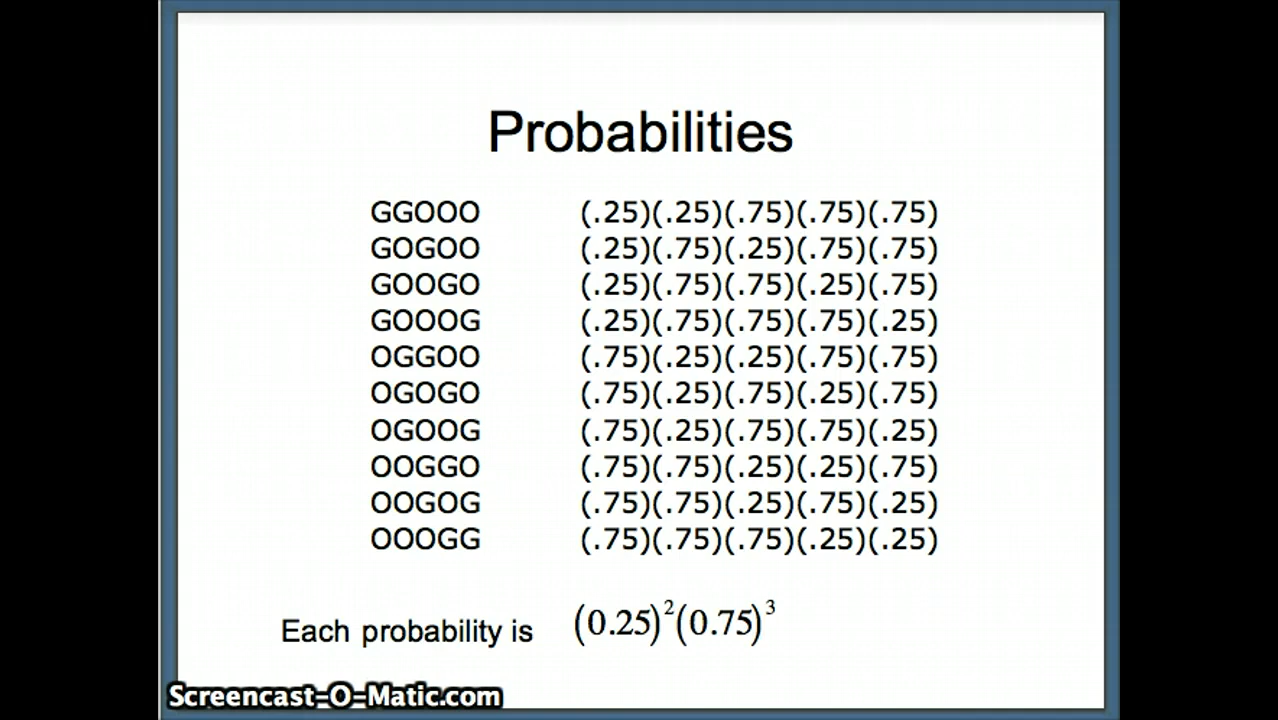 Probabilities
GGOOO (.25)(.25)(.75)(.75)(.75)
GOGOO (.25)(.75)(.25)(.75)(.75)
GOOGO (.25)(.75)(.75)(.25)(.75)
GOOOG (.25)(.75)(.75)(.75)(.25)
OGGOO (.75)(.25)(.25)(.75)(.75)
OGOGO (.75)(.25)(.75)(.25)(.75)
OGOOG (.75)(.25)(.75)(.75)(.25)
OOGGO (.75)(.75)(.25)(.25)(.75)
OOGOG (.75)(.75)(.25)(.75)(.25)
OOOGG (.75)(.75)(.75)(.25)(.25)
Each probability is (0.25)²(0.75)³
Screencast-O-Matic.com